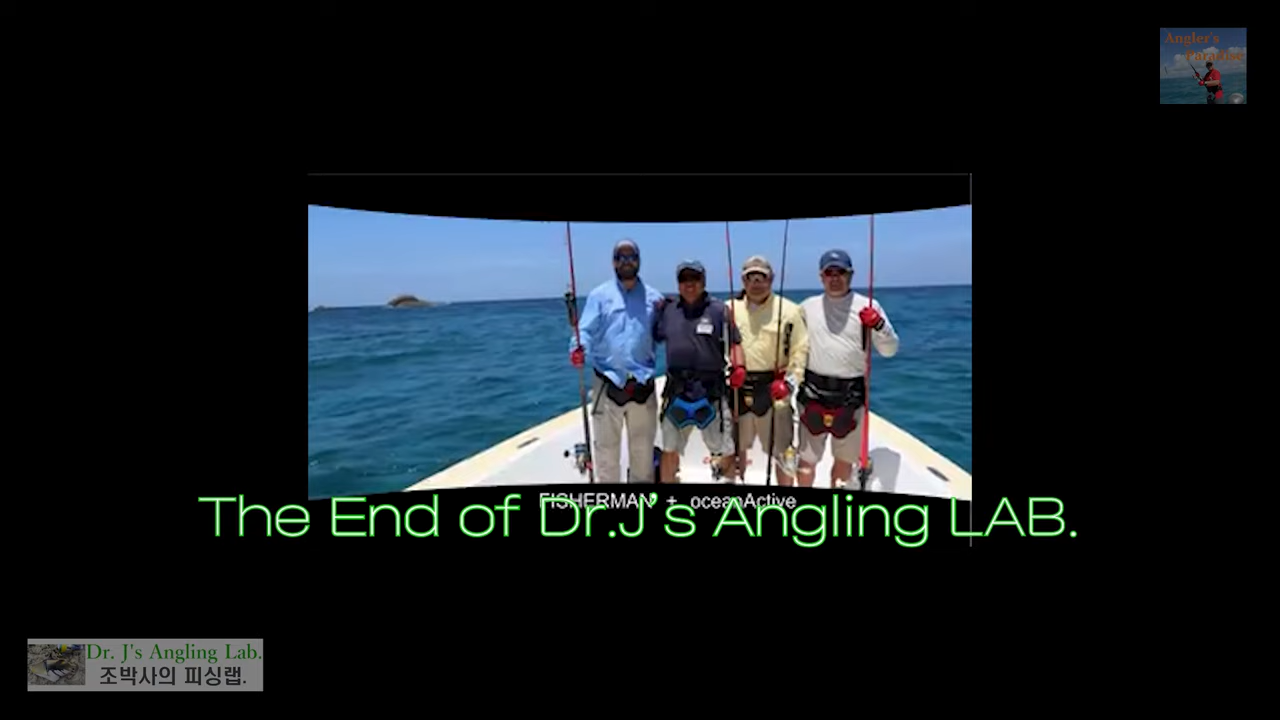 Angler's
Paradise
FISHERMAN + oceanActive
The End of Dr.J's Angling LAB.
Dr. J's Angling Lab.
조박사의 피싱랩.